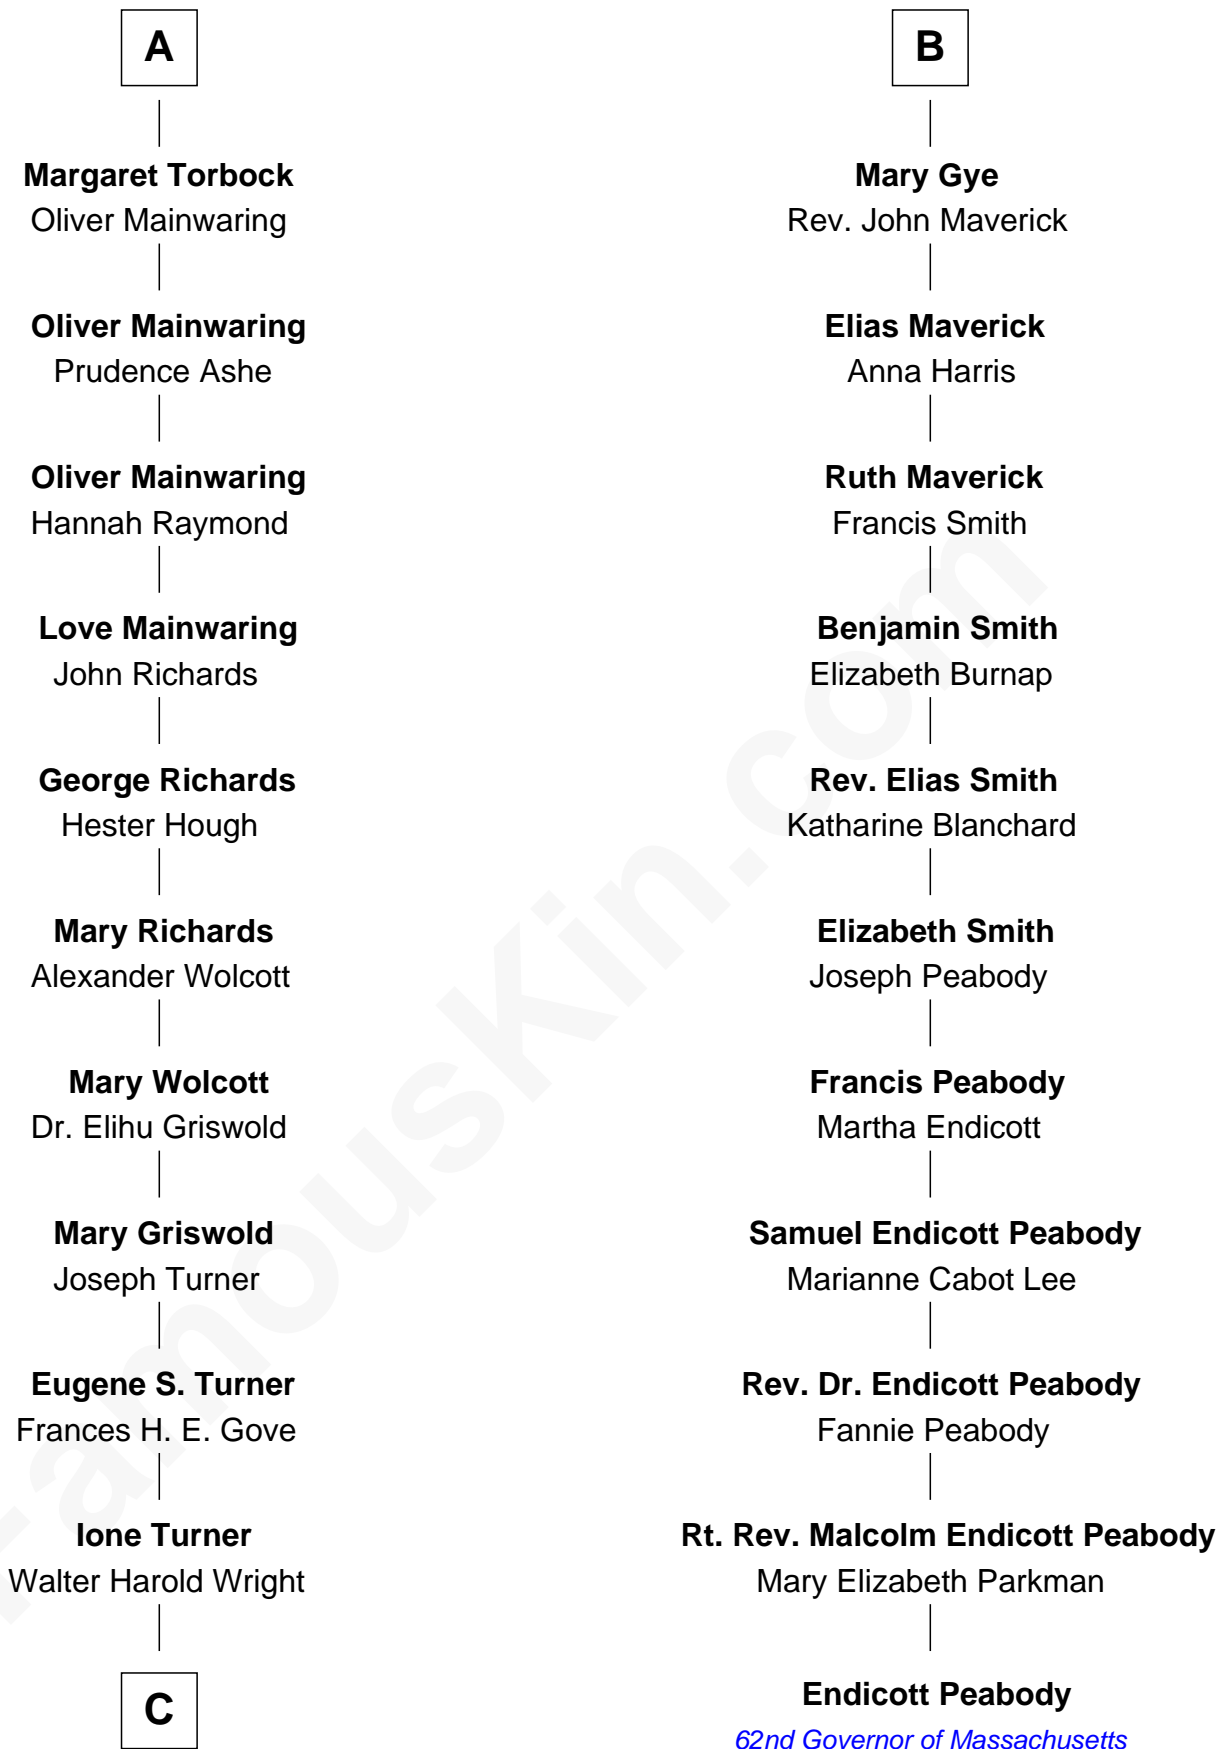 A
Margaret Torbock
Oliver Mainwaring
Oliver Mainwaring
Prudence Ashe
Oliver Mainwaring
Hannah Raymond
Love Mainwaring
John Richards
George Richards
Hester Hough
Mary Richards
Alexander Wolcott
Mary Wolcott
Dr. Elihu Griswold
Mary Griswold
Joseph Turner
Eugene S. Turner
Frances H. E. Gove
Ione Turner
Walter Harold Wright
C
B
Mary Gye
Rev. John Maverick
Elias Maverick
Anna Harris
Ruth Maverick
Francis Smith
Benjamin Smith
Elizabeth Burnap
Rev. Elias Smith
Katharine Blanchard
Elizabeth Smith
Joseph Peabody
Francis Peabody
Martha Endicott
Samuel Endicott Peabody
Marianne Cabot Lee
Rev. Dr. Endicott Peabody
Fannie Peabody
Rt. Rev. Malcolm Endicott Peabody
Mary Elizabeth Parkman
Endicott Peabody
62nd Governor of Massachusetts
FamousKin.com